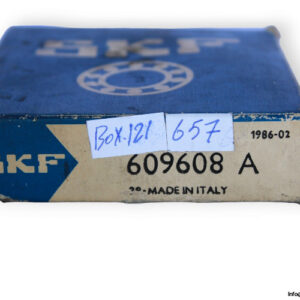 SKF
BOX-121
657
1986-02
SKF
609608 A
-MADE IN ITALY